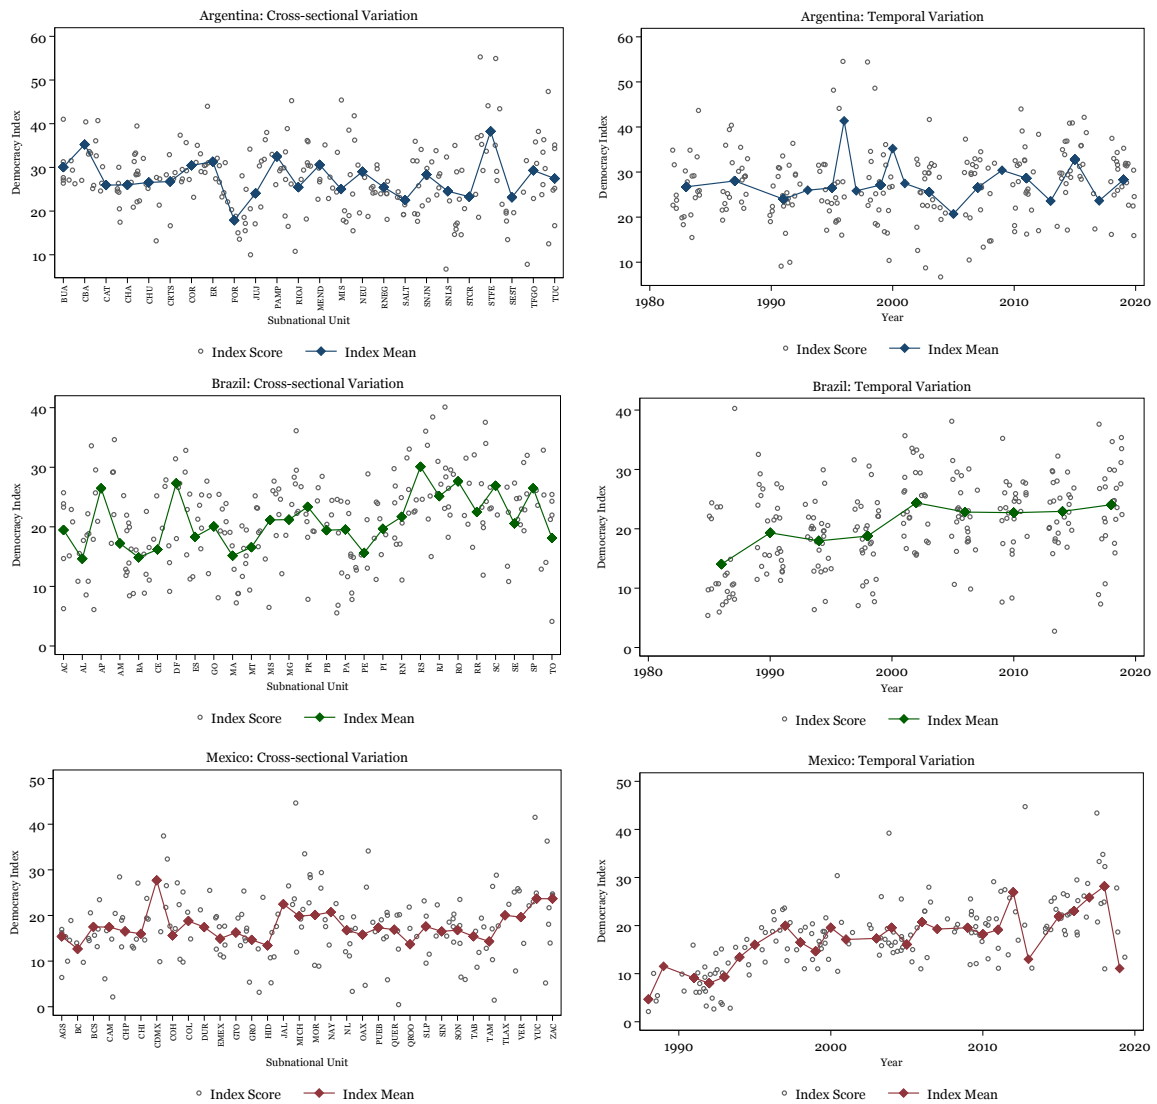 Argentina: Cross-sectional Variation
Democracy Index
60
50
40
30
20
10
BUA
CBA
CAT
CHA
CHU
CRTS
COR
ER
FOR
JUJ
PAMP
RIOJ
MEND
MIS
NEU
RNEG
SALT
SNJN
SNLS
STCR
STFE
SEST
TFGO
TUC
Subnational Unit
Index Score
Index Mean
Argentina: Temporal Variation
Democracy Index
60
50
40
30
20
10
1980
1990
2000
2010
2020
Year
Index Score
Index Mean
Brazil: Cross-sectional Variation
Democracy Index
40
30
20
10
0
AC
AL
AP
AM
BA
CE
DF
ES
GO
MA
MT
MS
MG
PR
PB
PA
PE
PI
RN
RS
RJ
RO
RR
SC
SE
SP
TO
Subnational Unit
Index Score
Index Mean
Brazil: Temporal Variation
Democracy Index
40
30
20
10
0
1980
1990
2000
2010
2020
Year
Index Score
Index Mean
Mexico: Cross-sectional Variation
Democracy Index
50
40
30
20
10
0
AGS
BC
BCS
CAM
CHP
CHI
CDMX
COH
COL
DUR
EMEX
GTO
GRO
HID
JAL
MICH
MOR
NAY
NL
OAX
PUEB
QUER
QROO
SLP
SIN
SON
TAB
TAM
TLAX
VER
YUC
ZAC
Subnational Unit
Index Score
Index Mean
Mexico: Temporal Variation
Democracy Index
50
40
30
20
10
0
1990
2000
2010
2020
Year
Index Score
Index Mean